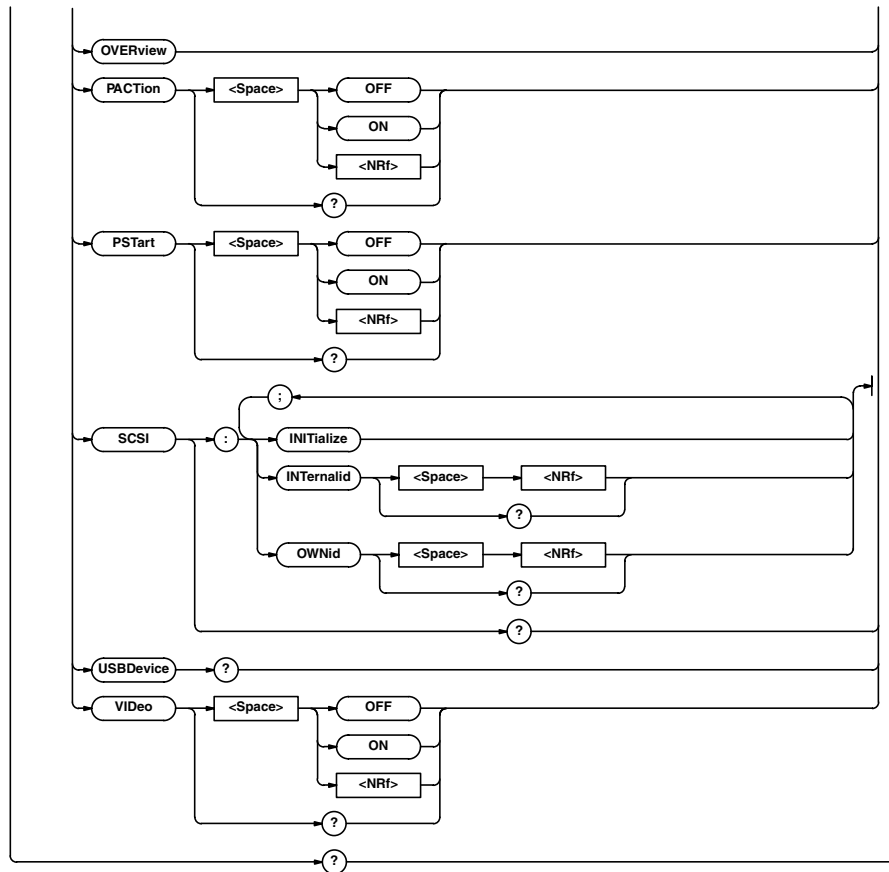 OVERview
PACTion <Space> OFF
ON
<NRf>
?
PSTart <Space> OFF
ON
<NRf>
?
;
SCSI : INITialize
INTernalid <Space> <NRf>
?
OWNid <Space> <NRf>
?
?
USBDevice ?
VIDeo <Space> OFF
ON
<NRf>
?
?